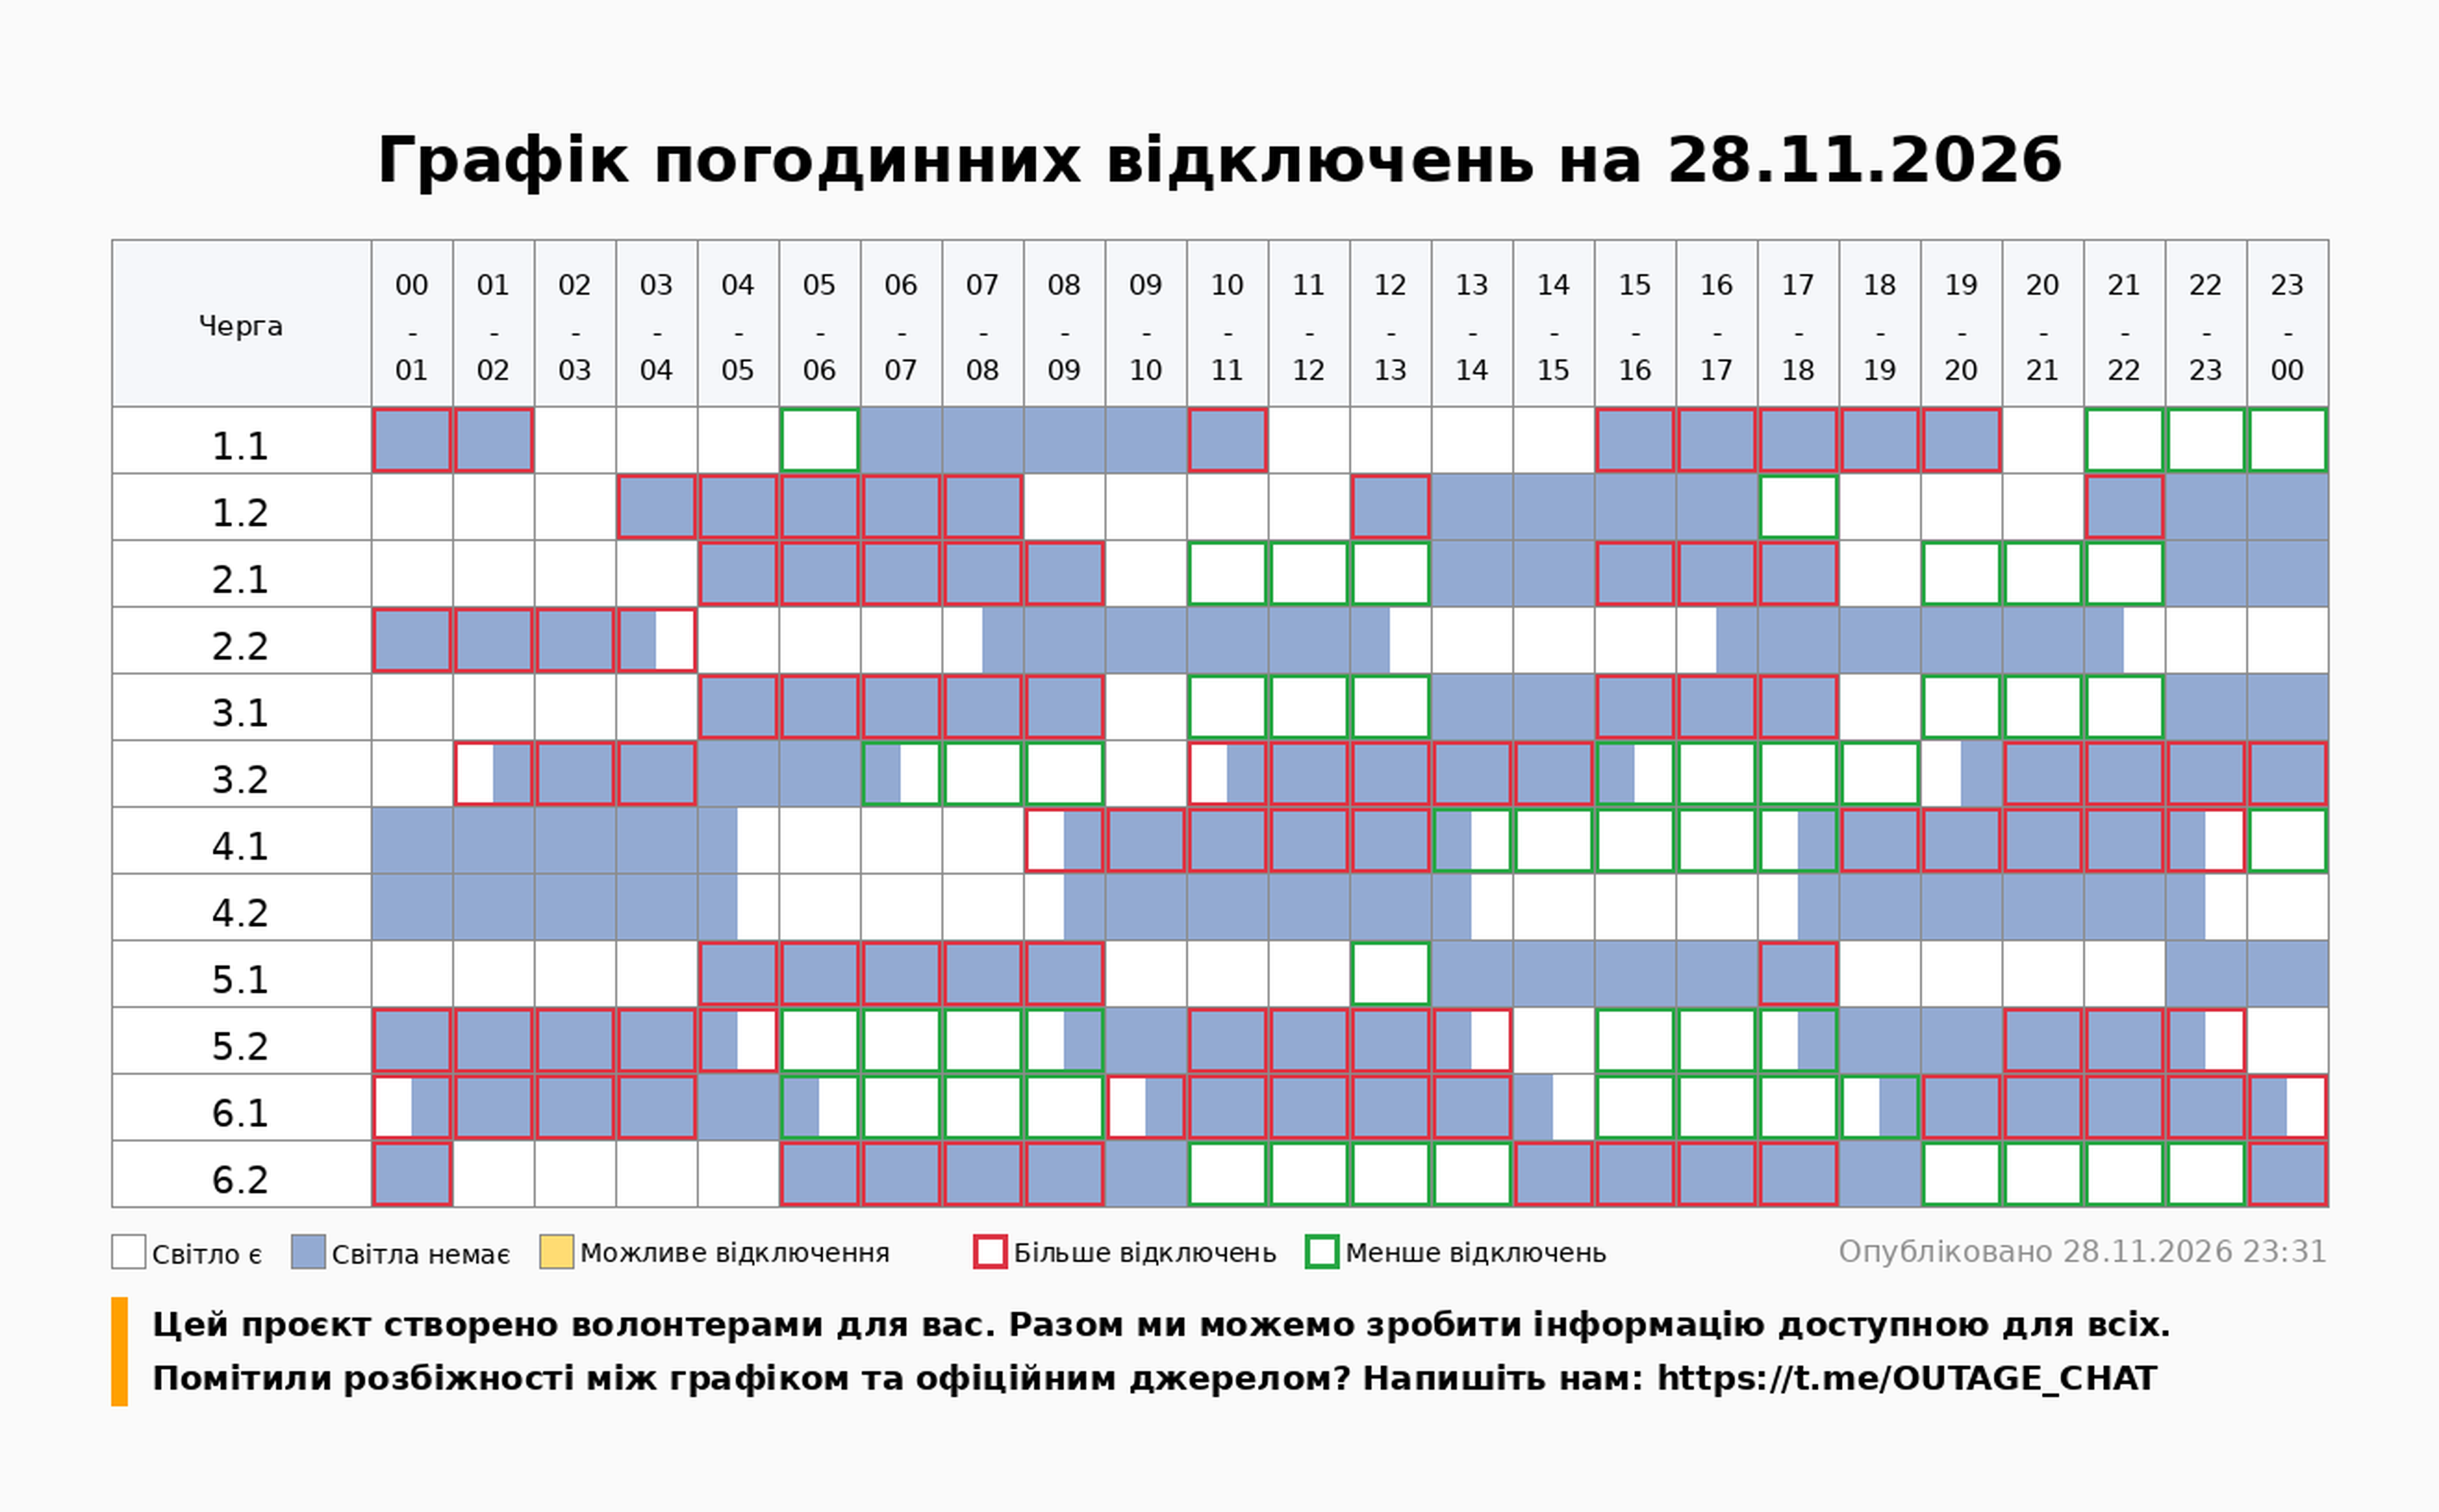 Графік погодинних відключень на 28.11.2026
Черга
00 - 01
01 - 02
02 - 03
03 - 04
04 - 05
05 - 06
06 - 07
07 - 08
08 - 09
09 - 10
10 - 11
11 - 12
12 - 13
13 - 14
14 - 15
15 - 16
16 - 17
17 - 18
18 - 19
19 - 20
20 - 21
21 - 22
22 - 23
23 - 00
1.1
1.2
2.1
2.2
3.1
3.2
4.1
4.2
5.1
5.2
6.1
6.2
Світло є Світла немає Можливе відключення Більше відключень Менше відключень Опубліковано 28.11.2026 23:31
Цей проєкт створено волонтерами для вас. Разом ми можемо зробити інформацію доступною для всіх.
Помітили розбіжності між графіком та офіційним джерелом? Напишіть нам: https://t.me/OUTAGE_CHAT